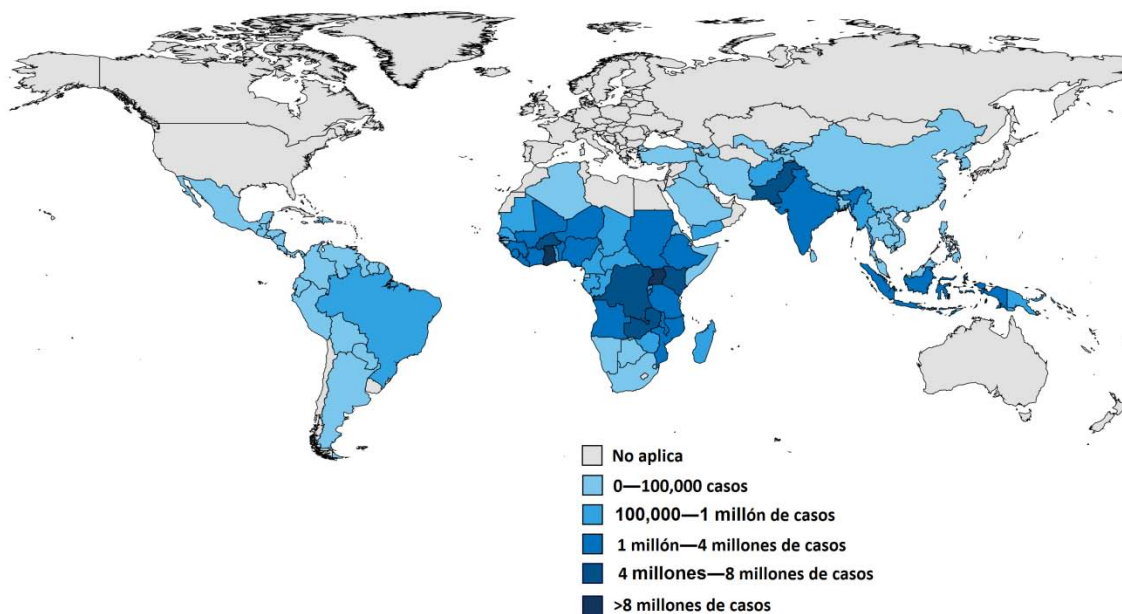 No aplica
0—100,000 casos
100,000—1 millón de casos
1 millón—4 millones de casos
4 millones—8 millones de casos
>8 millones de casos